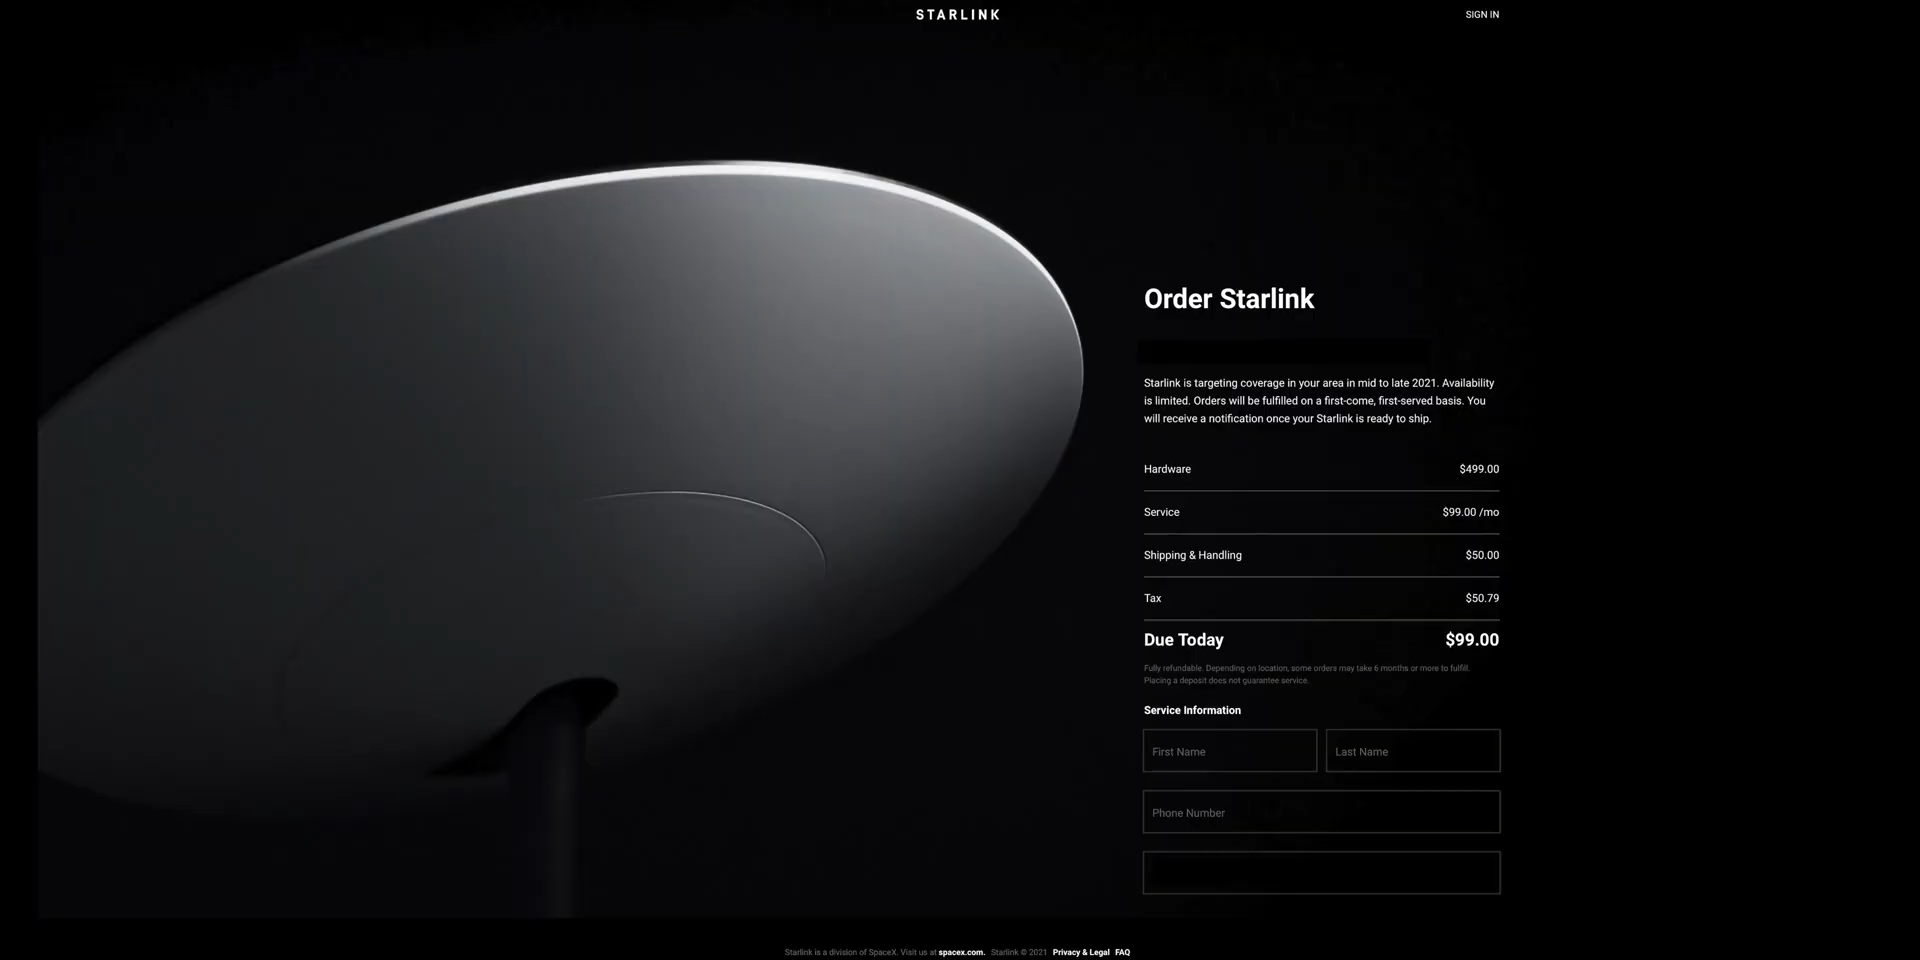 STARLINK
SIGN IN
Order Starlink
Starlink is targeting coverage in your area in mid to late 2021. Availability
is limited. Orders will be fulfilled on a first-come, first-served basis. You
will receive a notification once your Starlink is ready to ship.
Hardware $499.00
Service $99.00 /mo
Shipping & Handling $50.00
Tax $50.79
Due Today $99.00
Fully refundable. Depending on location, some orders may take 6 months or more to fulfill.
Placing a deposit does not guarantee service.
Service Information
First Name Last Name
Phone Number
Starlink is a division of SpaceX. Visit us at spacex.com. Starlink © 2021 Privacy & Legal FAQ